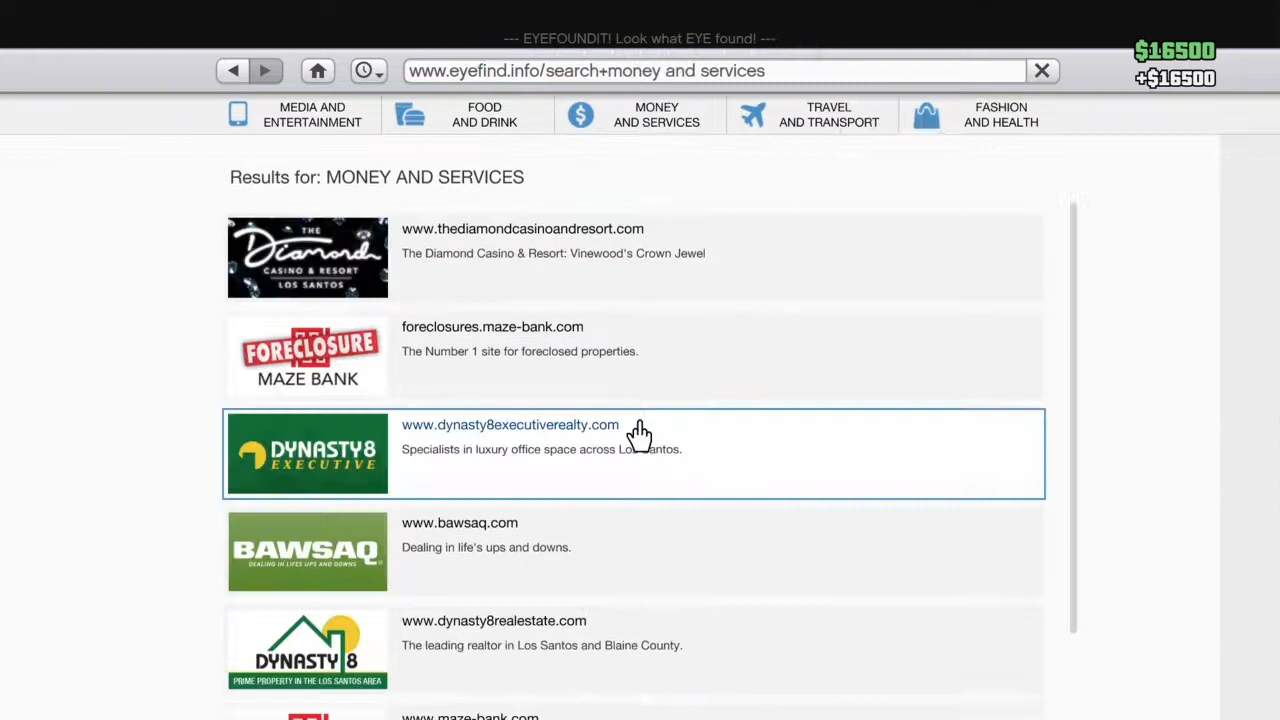 --- EYEFOUNDIT! Look what EYE found! ---
$16500
+$16500
www.eyefind.info/search+money and services
MEDIA AND
ENTERTAINMENT
FOOD
AND DRINK
MONEY
AND SERVICES
TRAVEL
AND TRANSPORT
FASHION
AND HEALTH
Results for: MONEY AND SERVICES
THE
Diamond
CASINO & RESORT
LOS SANTOS
www.thediamondcasinoandresort.com
The Diamond Casino & Resort: Vinewood's Crown Jewel
FORECLOSURE
MAZE BANK
foreclosures.maze-bank.com
The Number 1 site for foreclosed properties.
DYNASTY8
EXECUTIVE
www.dynasty8executiverealty.com
Specialists in luxury office space across Los Santos.
BAWSAQ
DEALING IN LIFES UPS AND DOWNS
www.bawsaq.com
Dealing in life's ups and downs.
DYNASTY 8
PRIME PROPERTY IN THE LOS SANTOS AREA
www.dynasty8realestate.com
The leading realtor in Los Santos and Blaine County.
www.maze-bank.com